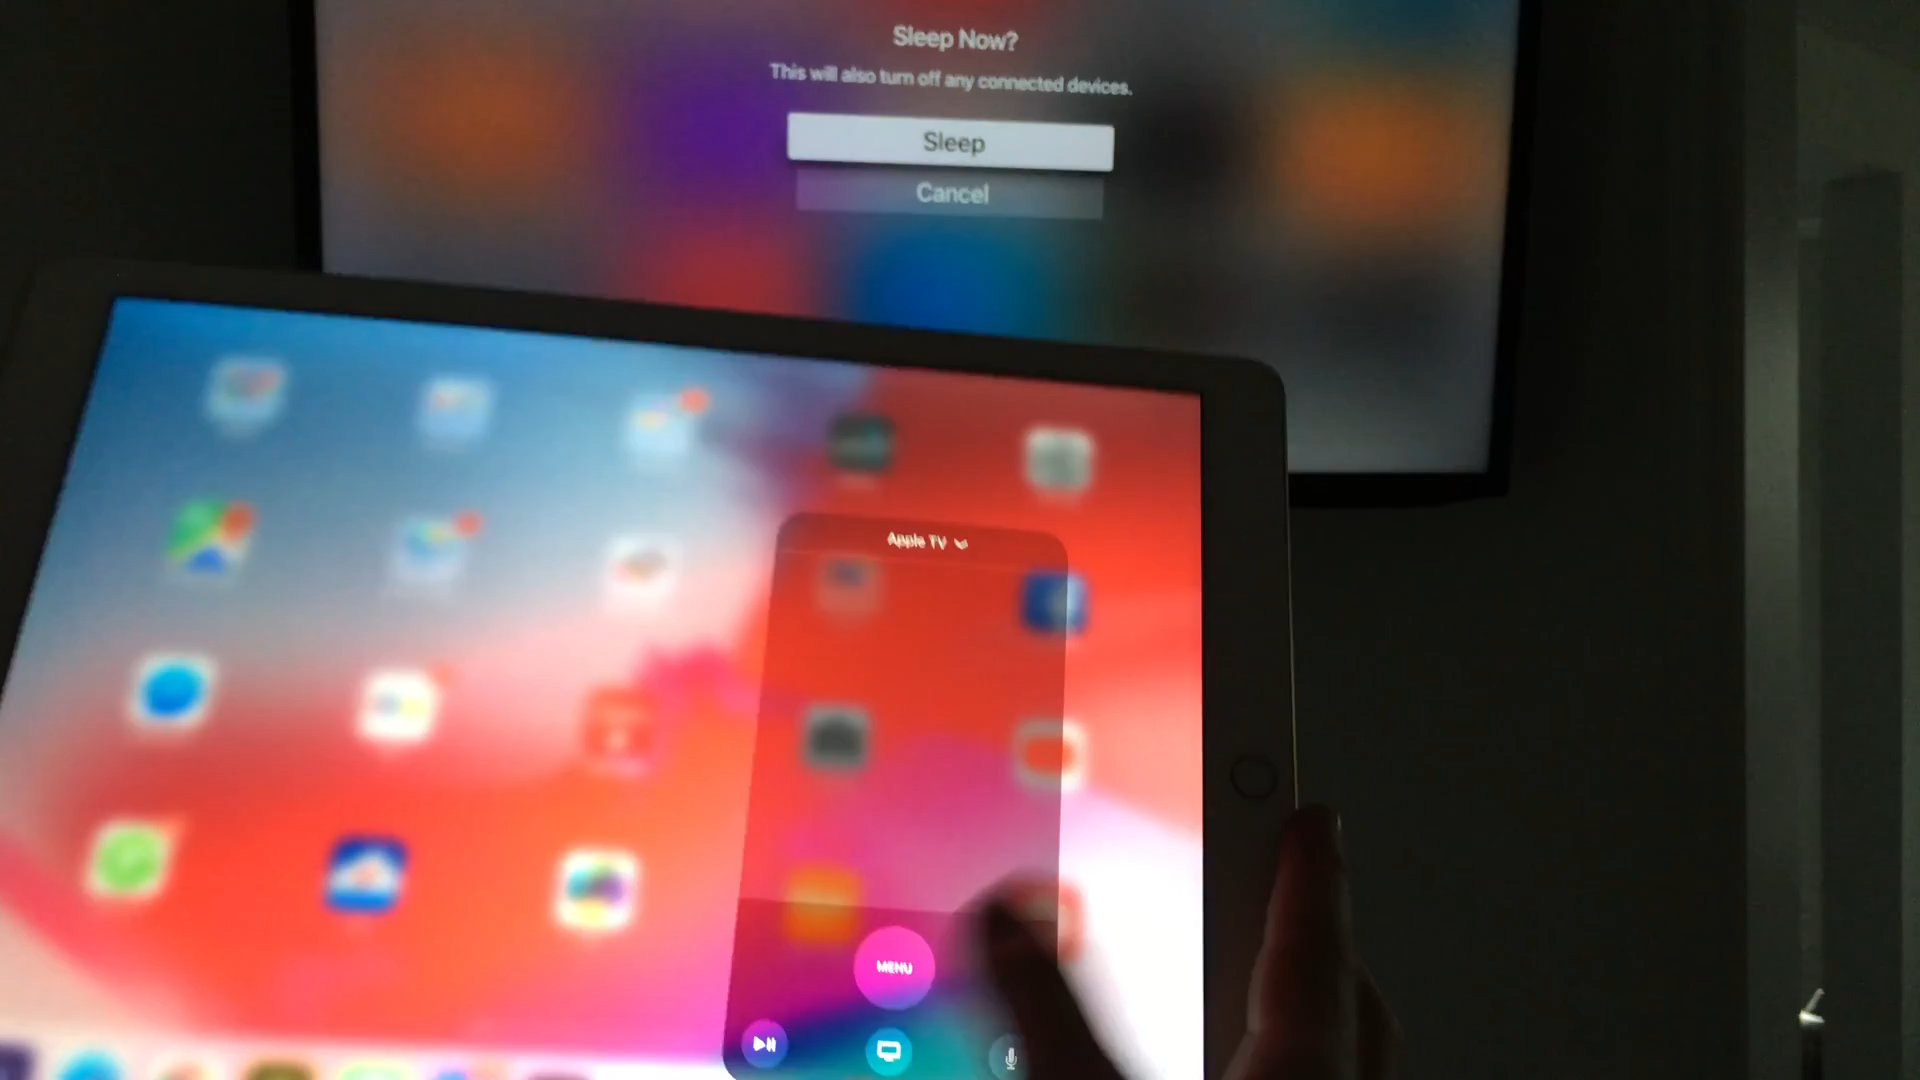 Sleep Now?
This will also turn off any connected devices.
Sleep
Cancel
Apple TV
MENU